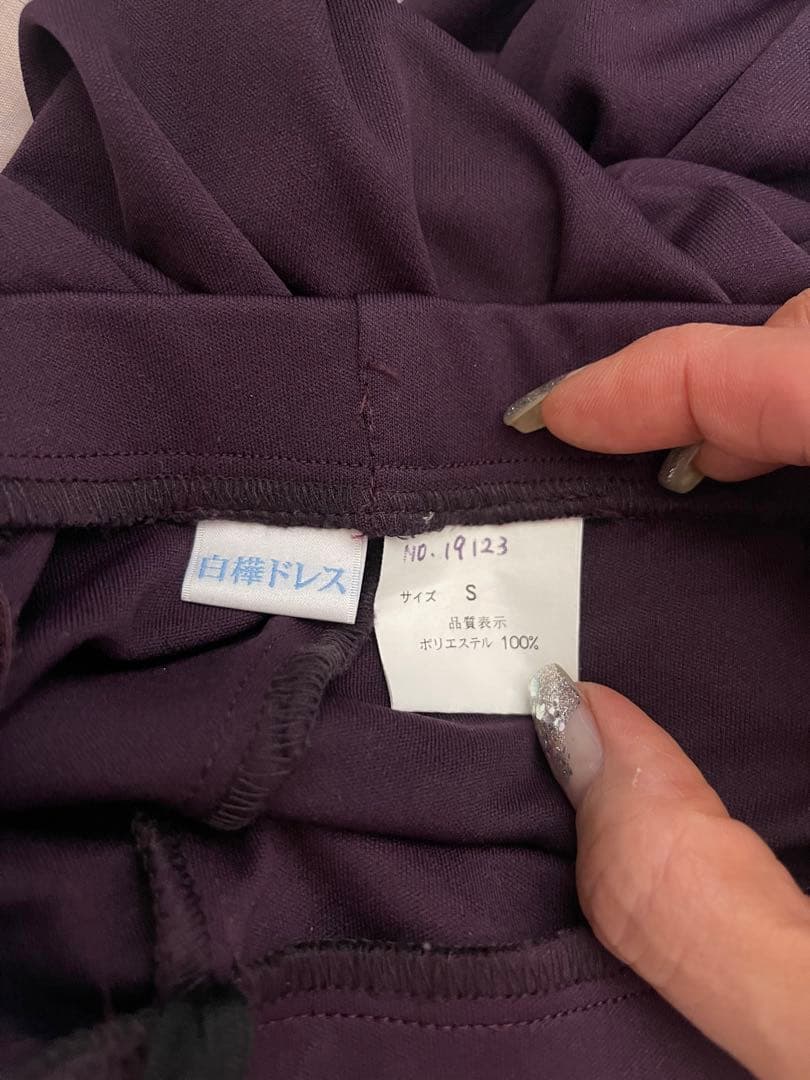 白樺ドレス
NO. 19123
サイズ S
品質表示
ポリエステル 100%